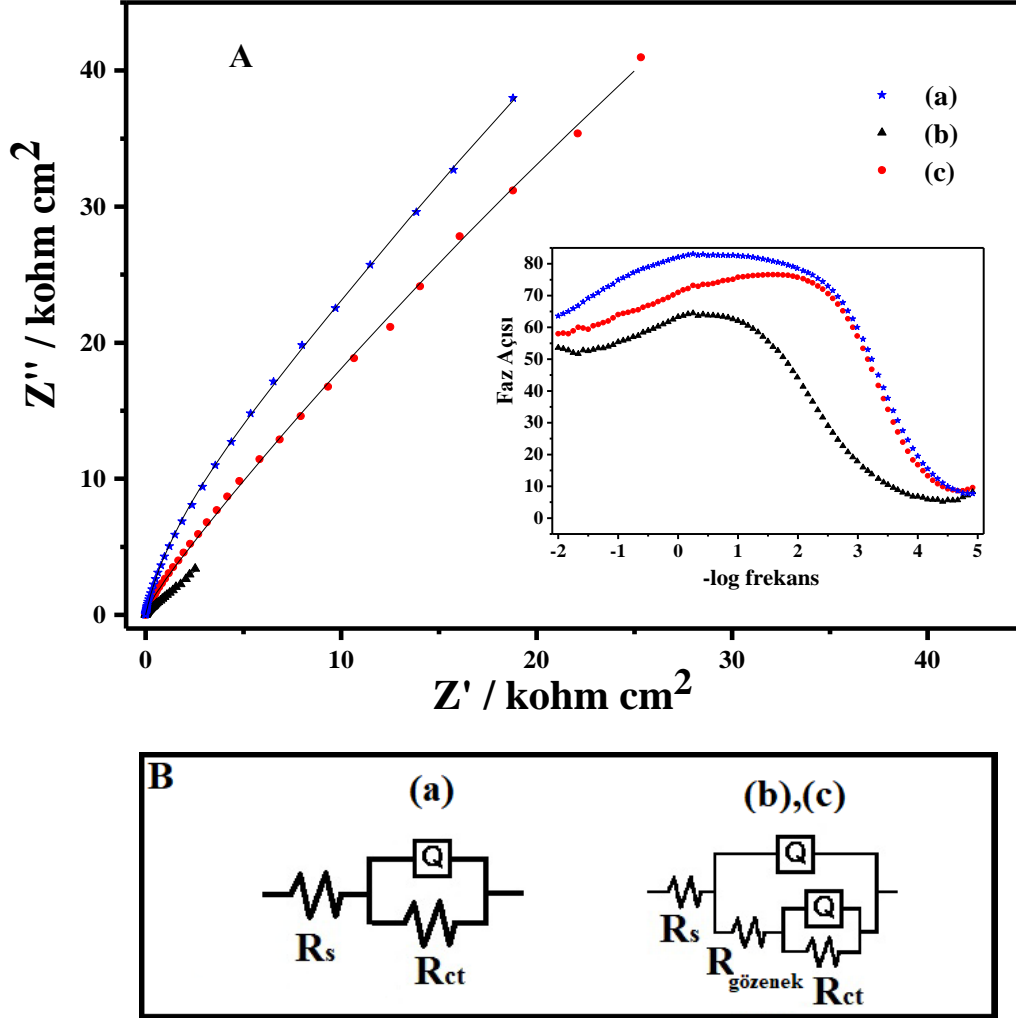 A
(a)
(b)
(c)
Z'' / kohm cm²
40
30
20
10
0
0 10 20 30 40
Z' / kohm cm²
Faz Açısı
80
70
60
50
40
30
20
10
0
-2 -1 0 1 2 3 4 5
-log frekans
B
(a)
Q
Rs
Rct
(b),(c)
Q
Q
Rs
Rgözenek
Rct